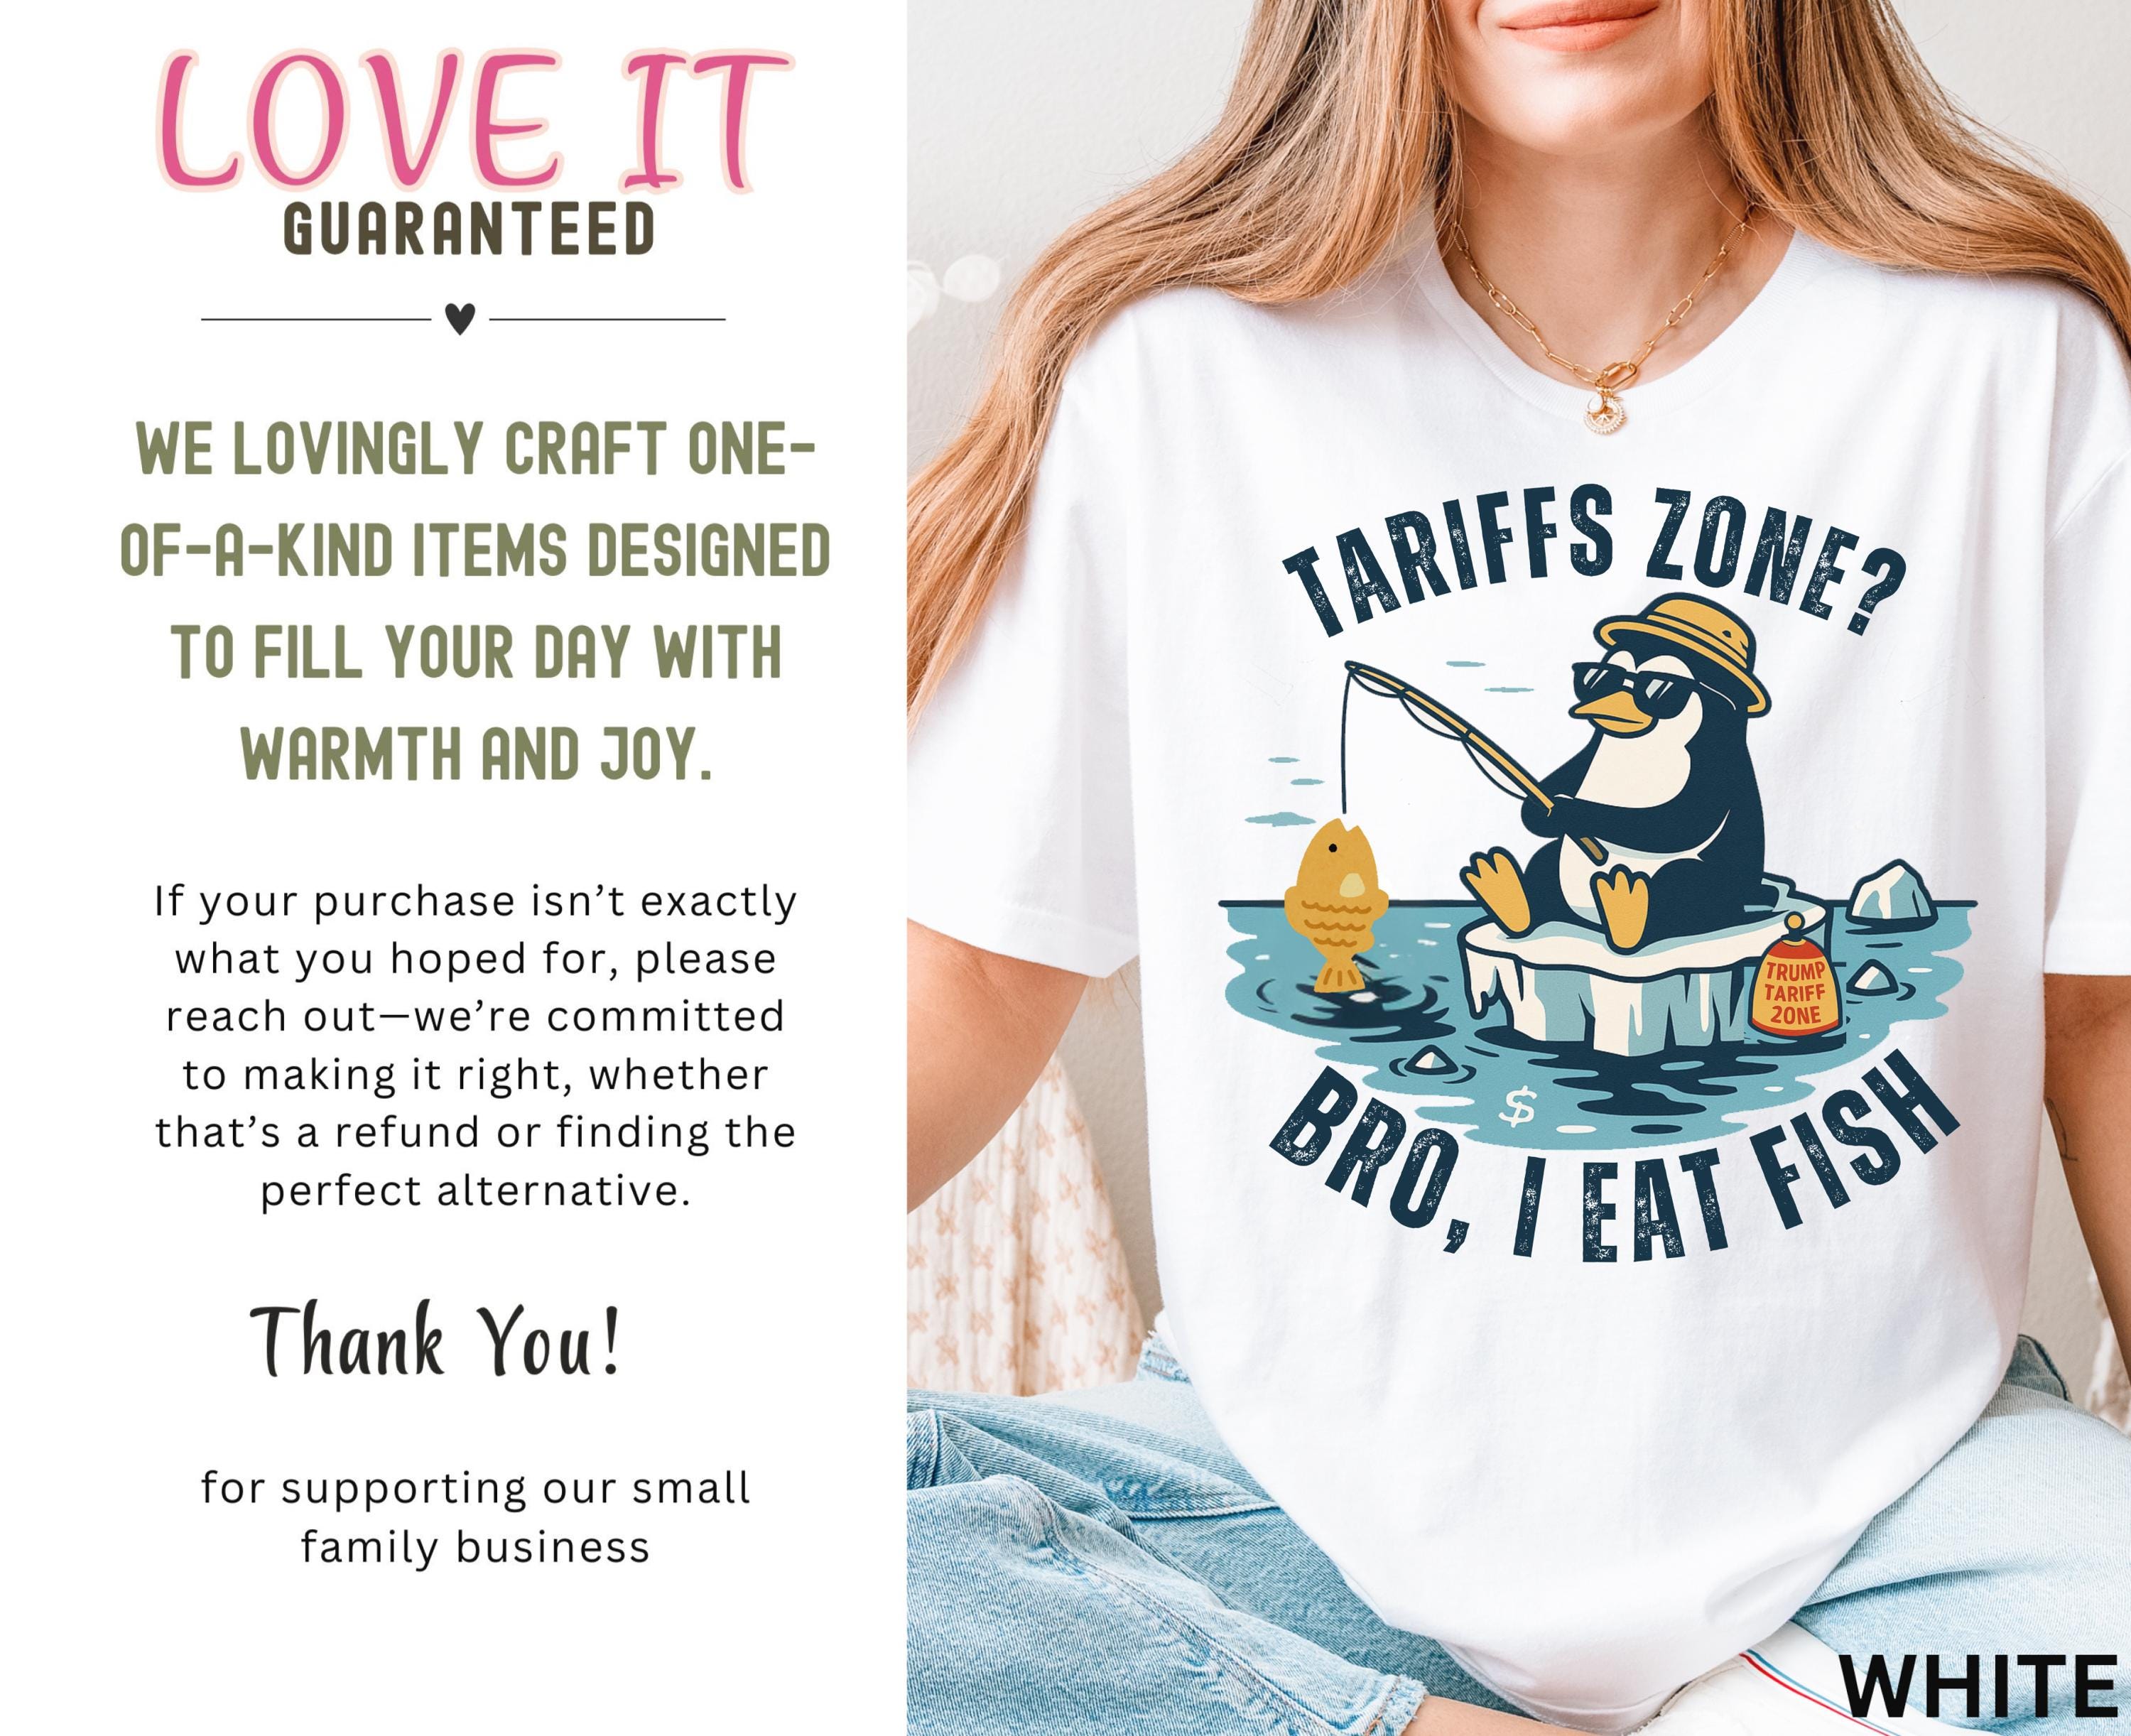 LOVE IT
GUARANTEED
WE LOVINGLY CRAFT ONE-
OF-A-KIND ITEMS DESIGNED
TO FILL YOUR DAY WITH
WARMTH AND JOY.
If your purchase isn’t exactly
what you hoped for, please
reach out—we’re committed
to making it right, whether
that’s a refund or finding the
perfect alternative.
Thank You!
for supporting our small
family business
TARIFFS ZONE?
TRUMP
TARIFF
ZONE
$
BRO, I EAT FISH
WHITE